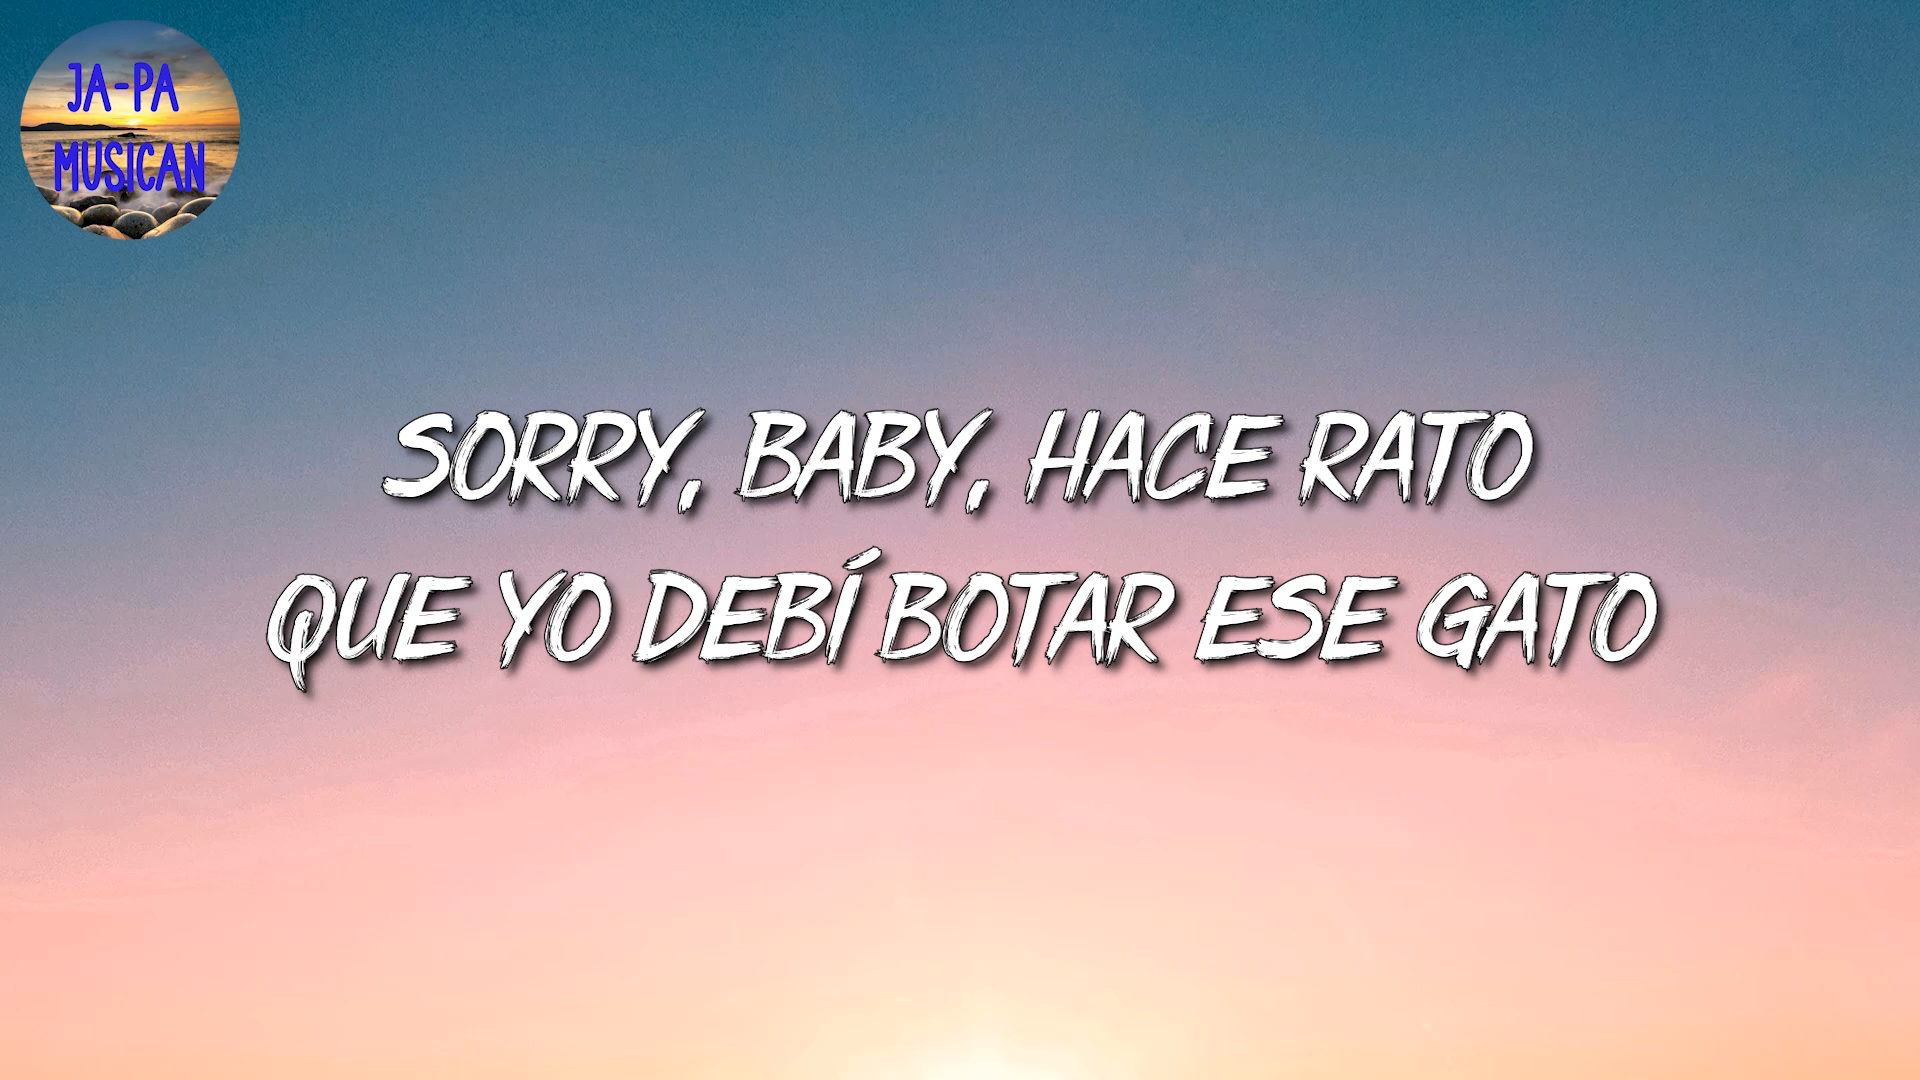 JA-PA
MUSICAN
SORRY, BABY, HACE RATO
QUE YO DEBÍ BOTAR ESE GATO